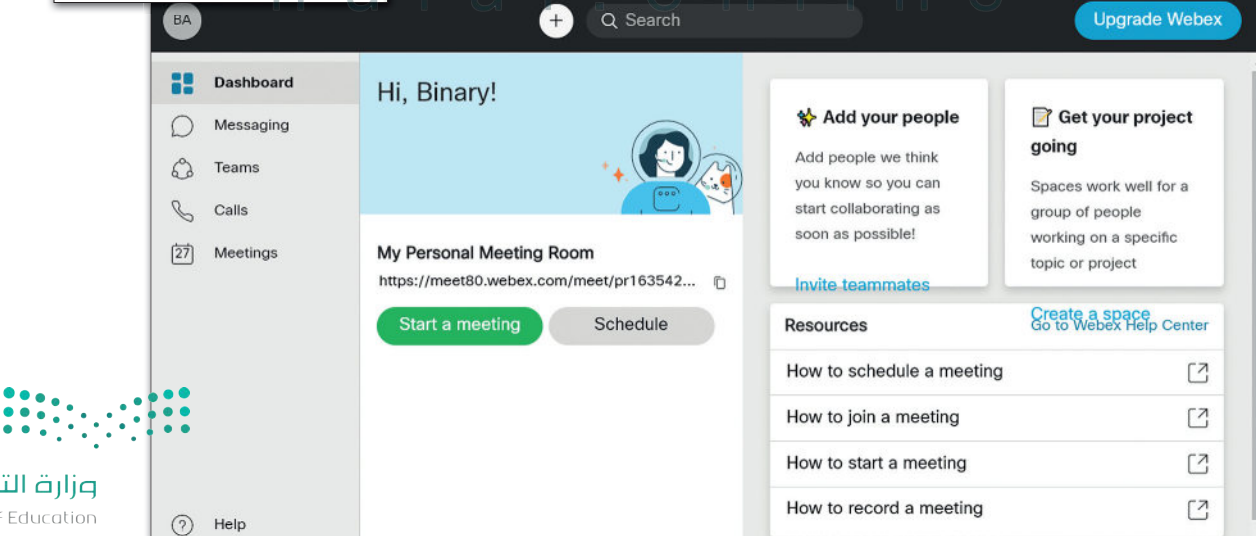 BA
Search
Upgrade Webex
Dashboard
Messaging
Teams
Calls
27
Meetings
Help
Hi, Binary!
My Personal Meeting Room
https://meet80.webex.com/meet/pr163542...
Start a meeting
Schedule
Add your people
Add people we think
you know so you can
start collaborating as
soon as possible!
Invite teammates
Get your project
going
Spaces work well for a
group of people
working on a specific
topic or project
Create a space
Resources
Go to Webex Help Center
How to schedule a meeting
How to join a meeting
How to start a meeting
How to record a meeting
وزارة
Education